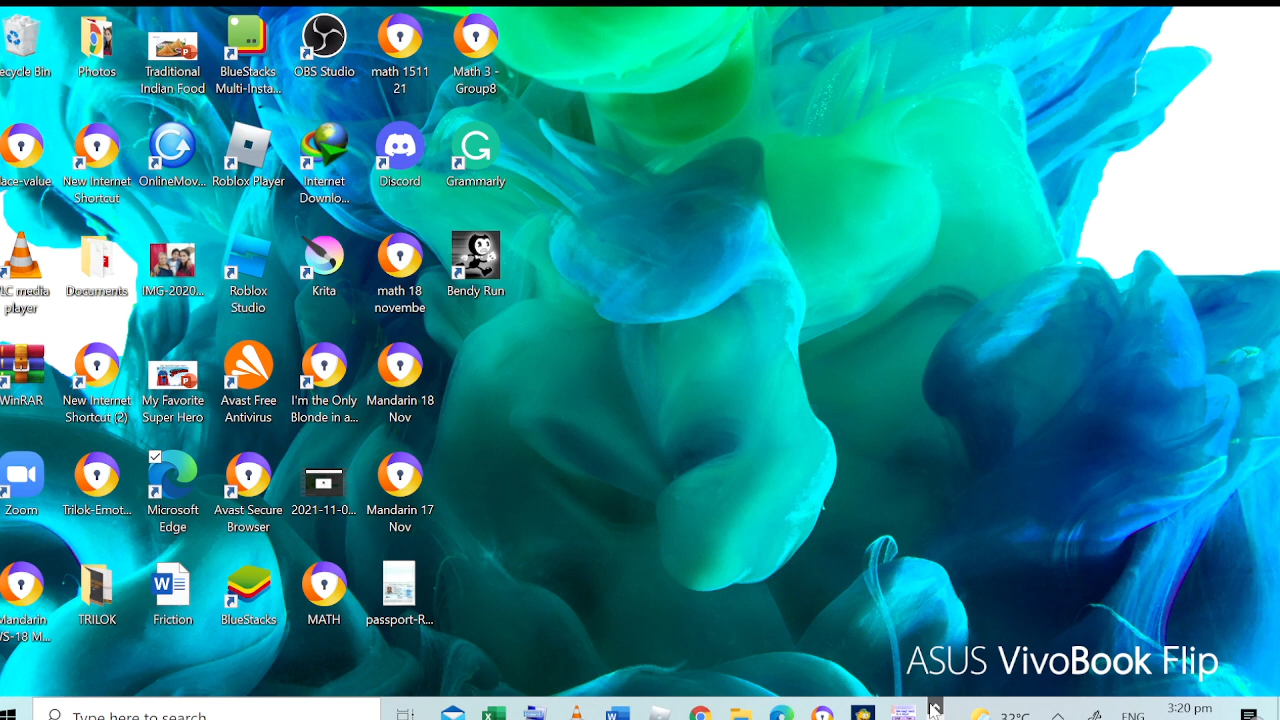 ecycle Bin
Photos
Traditional
Indian Food
BlueStacks
Multi-Insta...
OBS Studio
math 1511
21
Math 3 -
Group8
lace-value
New Internet
Shortcut
OnlineMov...
Roblox Player
Internet
Downlo...
Discord
Grammarly
VLC media
player
Documents
IMG-2020...
Roblox
Studio
Krita
math 18
novembe
Bendy Run
WinRAR
New Internet
Shortcut (2)
My Favorite
Super Hero
Avast Free
Antivirus
I'm the Only
Blonde in a...
Mandarin 18
Nov
Zoom
Trilok-Emot...
Microsoft
Edge
Avast Secure
Browser
2021-11-0...
Mandarin 17
Nov
Mandarin
WS-18 M...
TRILOK
Friction
BlueStacks
MATH
passport-R...
ASUS VivoBook Flip
Type here to search
32°C
ENG
3:20 pm